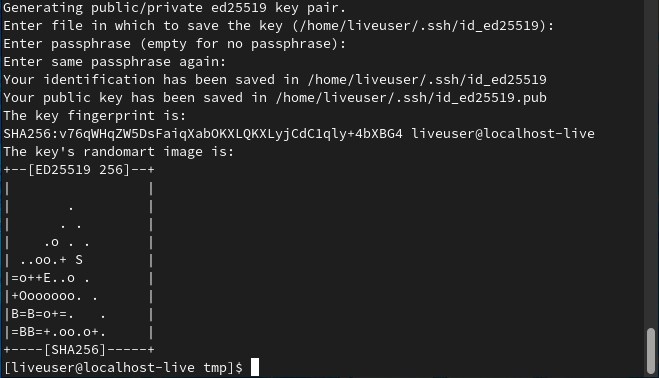 Generating public/private ed25519 key pair.
Enter file in which to save the key (/home/liveuser/.ssh/id_ed25519):
Enter passphrase (empty for no passphrase):
Enter same passphrase again:
Your identification has been saved in /home/liveuser/.ssh/id_ed25519
Your public key has been saved in /home/liveuser/.ssh/id_ed25519.pub
The key fingerprint is:
SHA256:v76qWHqZW5DsFaiqXabOKXLQKXLyjCdC1qly+4bXBG4 liveuser@localhost-live
The key's randomart image is:
+--[ED25519 256]--+
|                 |
|       .         |
|      . .        |
|    .o . .       |
| ..oo.+ S        |
|=o++E..o .       |
|+Ooooooo. .      |
|B=B=o+=.   .     |
|=BB=+.oo.o+.     |
+----[SHA256]-----+
[liveuser@localhost-live tmp]$